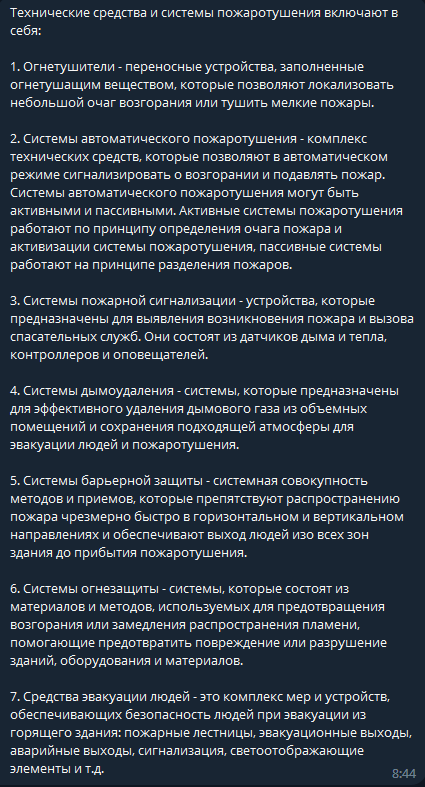 Технические средства и системы пожаротушения включают в
себя:
1. Огнетушители - переносные устройства, заполненные
огнетушащим веществом, которые позволяют локализовать
небольшой очаг возгорания или тушить мелкие пожары.
2. Системы автоматического пожаротушения - комплекс
технических средств, которые позволяют в автоматическом
режиме сигнализировать о возгорании и подавлять пожар.
Системы автоматического пожаротушения могут быть
активными и пассивными. Активные системы пожаротушения
работают по принципу определения очага пожара и
активизации системы пожаротушения, пассивные системы
работают на принципе разделения пожаров.
3. Системы пожарной сигнализации - устройства, которые
предназначены для выявления возникновения пожара и вызова
спасательных служб. Они состоят из датчиков дыма и тепла,
контроллеров и оповещателей.
4. Системы дымоудаления - системы, которые предназначены
для эффективного удаления дымового газа из объемных
помещений и сохранения подходящей атмосферы для
эвакуации людей и пожаротушения.
5. Системы барьерной защиты - системная совокупность
методов и приемов, которые препятствуют распространению
пожара чрезмерно быстро в горизонтальном и вертикальном
направлениях и обеспечивают выход людей изо всех зон
здания до прибытия пожаротушения.
6. Системы огнезащиты - системы, которые состоят из
материалов и методов, используемых для предотвращения
возгорания или замедления распространения пламени,
помогающие предотвратить повреждение или разрушение
зданий, оборудования и материалов.
7. Средства эвакуации людей - это комплекс мер и устройств,
обеспечивающих безопасность людей при эвакуации из
горящего здания: пожарные лестницы, эвакуационные выходы,
аварийные выходы, сигнализация, светоотображающие
элементы и т.д.
8:44